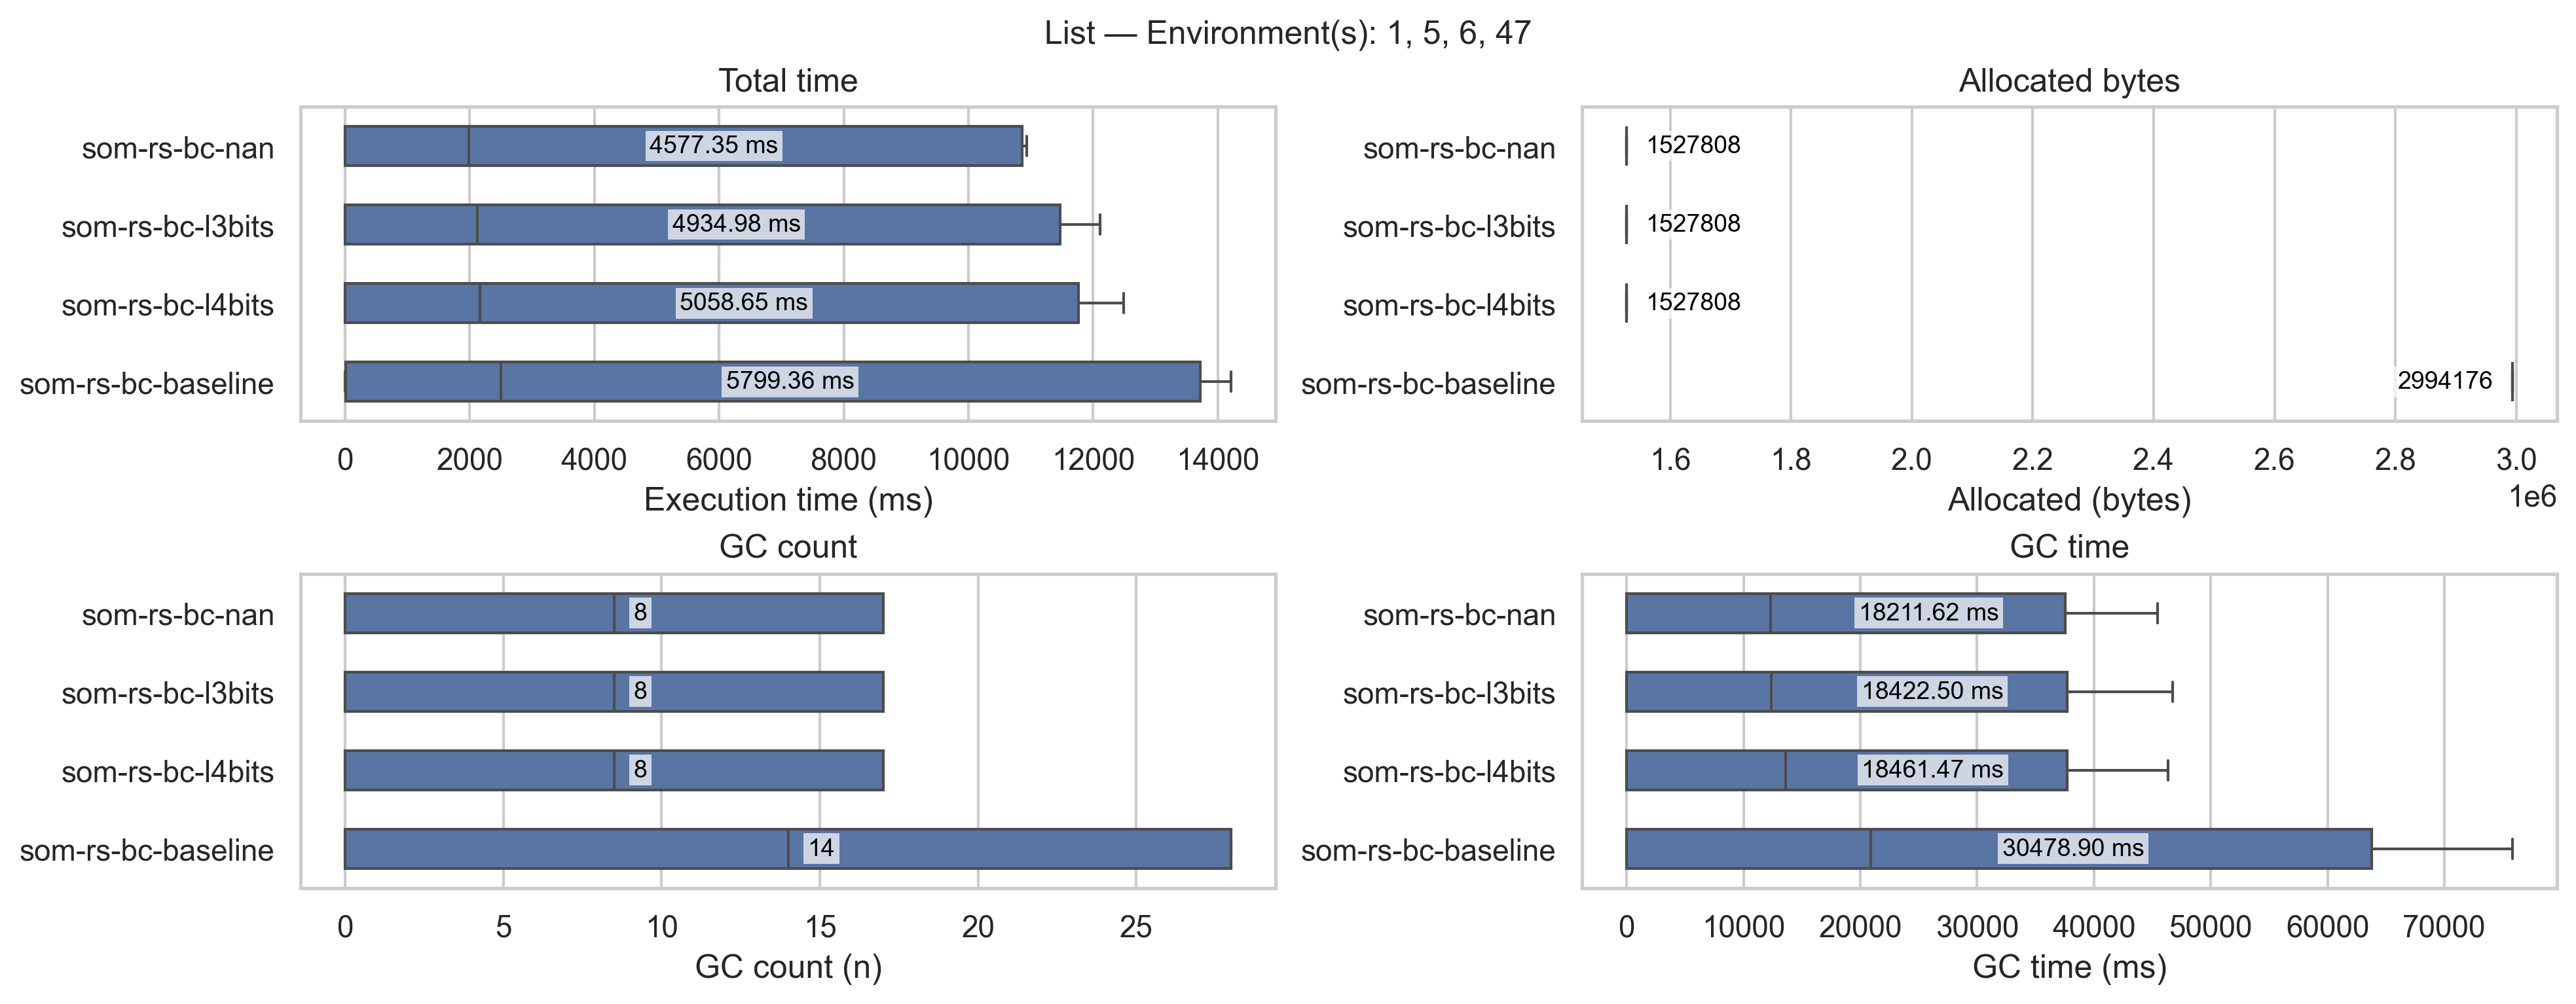 List — Environment(s): 1, 5, 6, 47
Total time
som-rs-bc-nan
4577.35 ms
som-rs-bc-l3bits
4934.98 ms
som-rs-bc-l4bits
5058.65 ms
som-rs-bc-baseline
5799.36 ms
0 2000 4000 6000 8000 10000 12000 14000
Execution time (ms)
Allocated bytes
som-rs-bc-nan
1527808
som-rs-bc-l3bits
1527808
som-rs-bc-l4bits
1527808
som-rs-bc-baseline
2994176
1.6 1.8 2.0 2.2 2.4 2.6 2.8 3.0
1e6
Allocated (bytes)
GC count
som-rs-bc-nan
8
som-rs-bc-l3bits
8
som-rs-bc-l4bits
8
som-rs-bc-baseline
14
0 5 10 15 20 25
GC count (n)
GC time
som-rs-bc-nan
18211.62 ms
som-rs-bc-l3bits
18422.50 ms
som-rs-bc-l4bits
18461.47 ms
som-rs-bc-baseline
30478.90 ms
0 10000 20000 30000 40000 50000 60000 70000
GC time (ms)